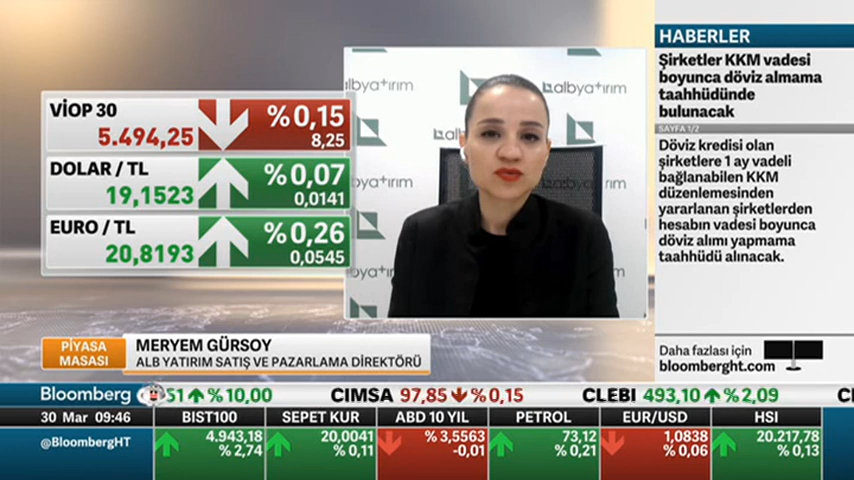 VİOP 30
5.494,25
%0,15
8,25
DOLAR / TL
19,1523
%0,07
0,0141
EURO / TL
20,8193
%0,26
0,0545
albyatırım
albyatırım
albyatırım
albyatırım
HABERLER
Şirketler KKM vadesi
boyunca döviz almama
taahhüdünde
bulunacak
SAYFA 1/2
Döviz kredisi olan
şirketlere 1 ay vadeli
bağlanabilen KKM
düzenlemesinden
yararlanan şirketlerden
hesabın vadesi boyunca
döviz alımı yapmama
taahhüdü alınacak.
Daha fazlası için
bloomberght.com
PİYASA
MASASI
MERYEM GÜRSOY
ALB YATIRIM SATIŞ VE PAZARLAMA DİREKTÖRÜ
Bloomberg
%10,00 CIMSA 97,85 %0,15 CLEBI 493,10 %2,09
30 Mar 09:46
@BloombergHT
BIST100
4.943,18
% 2,74
SEPET KUR
20,0041
% 0,11
ABD 10 YIL
% 3,5563
-0,01
PETROL
73,12
% 0,21
EUR/USD
1,0838
% 0,06
HSI
20.217,78
% 0,13